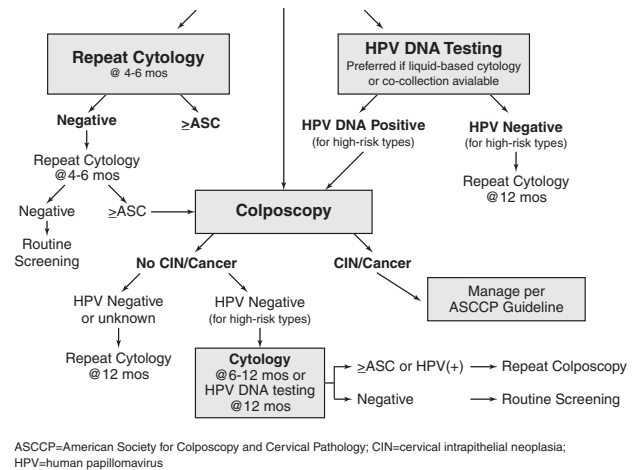 Repeat Cytology
@ 4-6 mos
HPV DNA Testing
Preferred if liquid-based cytology
or co-collection avialable
Negative
≥ASC
HPV DNA Positive
(for high-risk types)
HPV Negative
(for high-risk types)
Repeat Cytology
@4-6 mos
Repeat Cytology
@12 mos
Negative
≥ASC
Colposcopy
Routine
Screening
No CIN/Cancer
CIN/Cancer
Manage per
ASCCP Guideline
HPV Negative
or unknown
HPV Negative
(for high-risk types)
Repeat Cytology
@12 mos
Cytology
@6-12 mos or
HPV DNA testing
@12 mos
≥ASC or HPV(+)
Repeat Colposcopy
Negative
Routine Screening
ASCCP=American Society for Colposcopy and Cervical Pathology; CIN=cervical intrapithelial neoplasia;
HPV=human papillomavirus